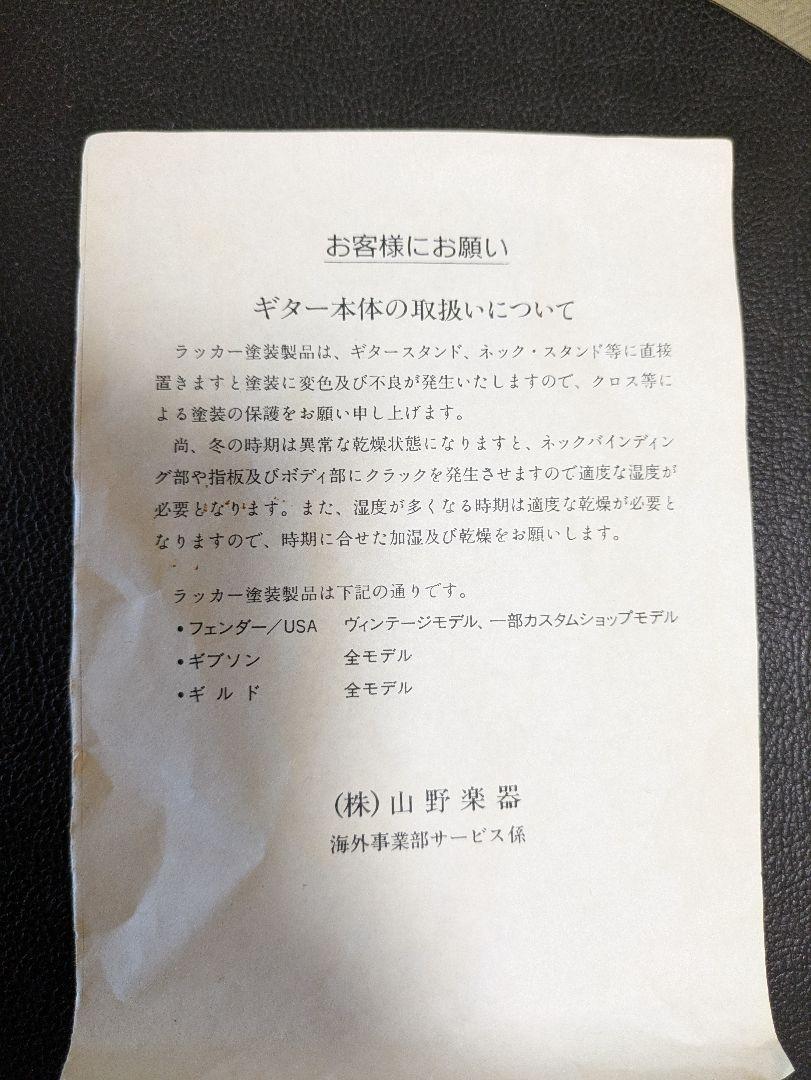 お客様にお願い
ギター本体の取扱いについて
ラッカー塗装製品は、ギタースタンド、ネック・スタンド等に直接
置きますと塗装に変色及び不良が発生いたしますので、クロス等に
よる塗装の保護をお願い申し上げます。
尚、冬の時期は異常な乾燥状態になりますと、ネックバインディン
グ部や指板及びボディ部にクラックを発生させますので適度な湿度が
必要となります。また、湿度が多くなる時期は適度な乾燥が必要と
なりますので、時期に合せた加湿及び乾燥をお願いします。
ラッカー塗装製品は下記の通りです。
•フェンダー／USA ヴィンテージモデル、一部カスタムショップモデル
•ギブソン 全モデル
•ギルド 全モデル
(株)山野楽器
海外事業部サービス係